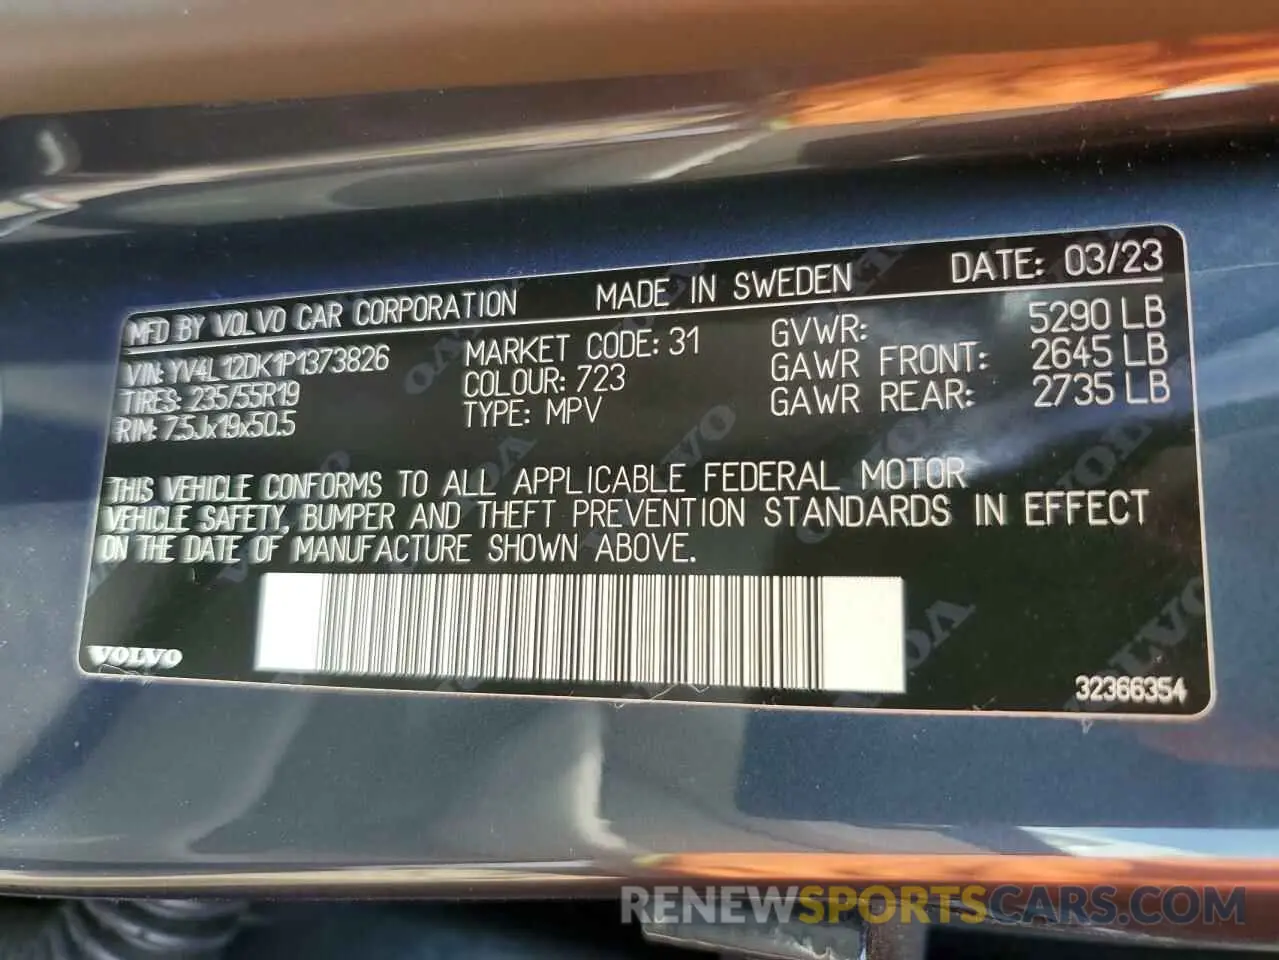 MFD BY VOLVO CAR CORPORATION MADE IN SWEDEN DATE: 03/23
VIN: YV4L12DK1P1373826 MARKET CODE: 31 GVWR: 5290 LB
TIRES: 235/55R19 COLOUR: 723 GAWR FRONT: 2645 LB
RIM: 7.5Jx19x50.5 TYPE: MPV GAWR REAR: 2735 LB
THIS VEHICLE CONFORMS TO ALL APPLICABLE FEDERAL MOTOR
VEHICLE SAFETY, BUMPER AND THEFT PREVENTION STANDARDS IN EFFECT
ON THE DATE OF MANUFACTURE SHOWN ABOVE.
VOLVO
32366354
RENEWSPORTSCARS.COM